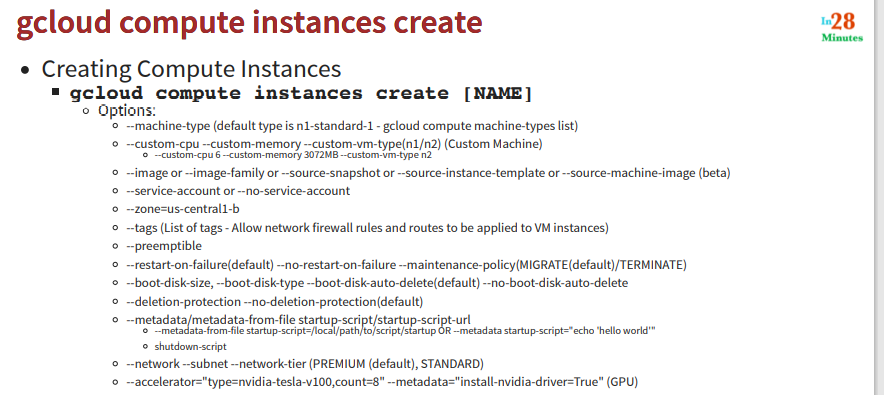 gcloud compute instances create
In28
Minutes
Creating Compute Instances
gcloud compute instances create [NAME]
Options:
--machine-type (default type is n1-standard-1 - gcloud compute machine-types list)
--custom-cpu --custom-memory --custom-vm-type(n1/n2) (Custom Machine)
--custom-cpu 6 --custom-memory 3072MB --custom-vm-type n2
--image or --image-family or --source-snapshot or --source-instance-template or --source-machine-image (beta)
--service-account or --no-service-account
--zone=us-central1-b
--tags (List of tags - Allow network firewall rules and routes to be applied to VM instances)
--preemptible
--restart-on-failure(default) --no-restart-on-failure --maintenance-policy(MIGRATE(default)/TERMINATE)
--boot-disk-size, --boot-disk-type --boot-disk-auto-delete(default) --no-boot-disk-auto-delete
--deletion-protection --no-deletion-protection(default)
--metadata/metadata-from-file startup-script/startup-script-url
--metadata-from-file startup-script=/local/path/to/script/startup OR --metadata startup-script="echo 'hello world'"
shutdown-script
--network --subnet --network-tier (PREMIUM (default), STANDARD)
--accelerator="type=nvidia-tesla-v100,count=8" --metadata="install-nvidia-driver=True" (GPU)